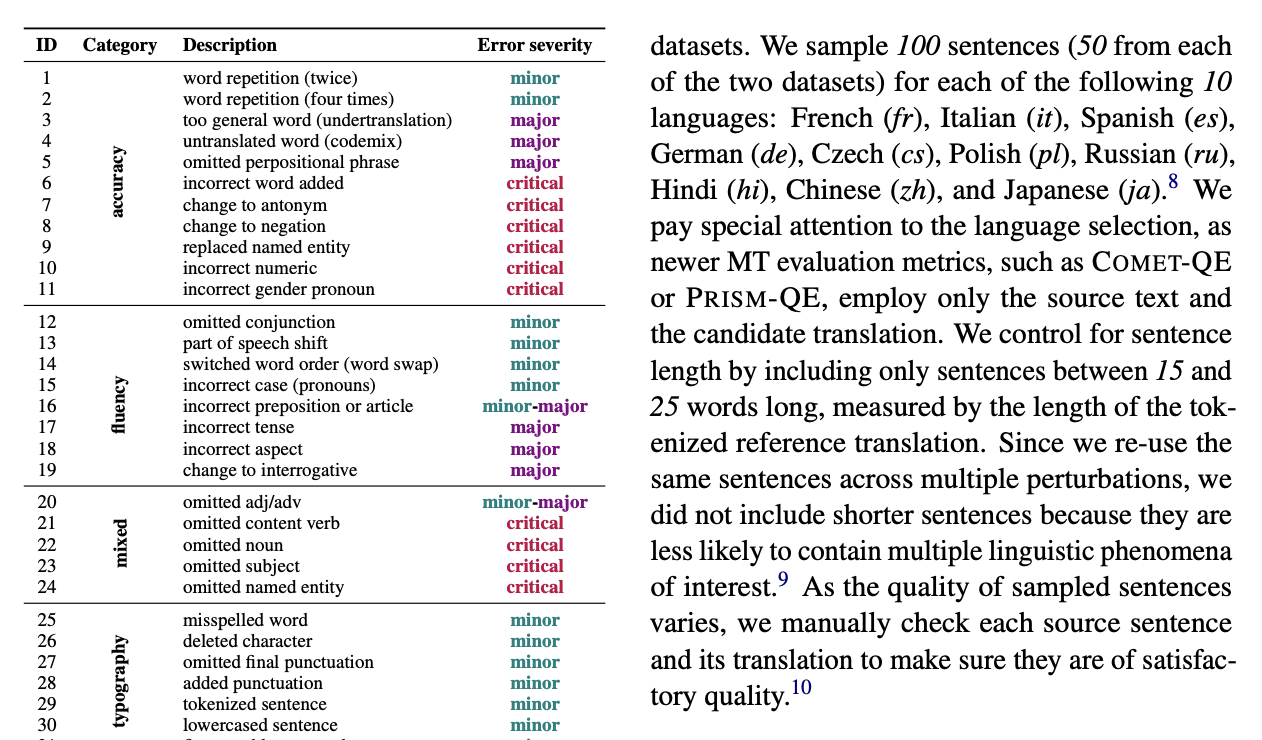 ID Category Description Error severity
accuracy
1 word repetition (twice) minor
2 word repetition (four times) minor
3 too general word (undertranslation) major
4 untranslated word (codemix) major
5 omitted perpositional phrase major
6 incorrect word added critical
7 change to antonym critical
8 change to negation critical
9 replaced named entity critical
10 incorrect numeric critical
11 incorrect gender pronoun critical
fluency
12 omitted conjunction minor
13 part of speech shift minor
14 switched word order (word swap) minor
15 incorrect case (pronouns) minor
16 incorrect preposition or article minor-major
17 incorrect tense major
18 incorrect aspect major
19 change to interrogative major
mixed
20 omitted adj/adv minor-major
21 omitted content verb critical
22 omitted noun critical
23 omitted subject critical
24 omitted named entity critical
typography
25 misspelled word minor
26 deleted character minor
27 omitted final punctuation minor
28 added punctuation minor
29 tokenized sentence minor
30 lowercased sentence minor
datasets. We sample 100 sentences (50 from each
of the two datasets) for each of the following 10
languages: French (fr), Italian (it), Spanish (es),
German (de), Czech (cs), Polish (pl), Russian (ru),
Hindi (hi), Chinese (zh), and Japanese (ja).8 We
pay special attention to the language selection, as
newer MT evaluation metrics, such as COMET-QE
or PRISM-QE, employ only the source text and
the candidate translation. We control for sentence
length by including only sentences between 15 and
25 words long, measured by the length of the tok-
enized reference translation. Since we re-use the
same sentences across multiple perturbations, we
did not include shorter sentences because they are
less likely to contain multiple linguistic phenomena
of interest.9 As the quality of sampled sentences
varies, we manually check each source sentence
and its translation to make sure they are of satisfac-
tory quality.10